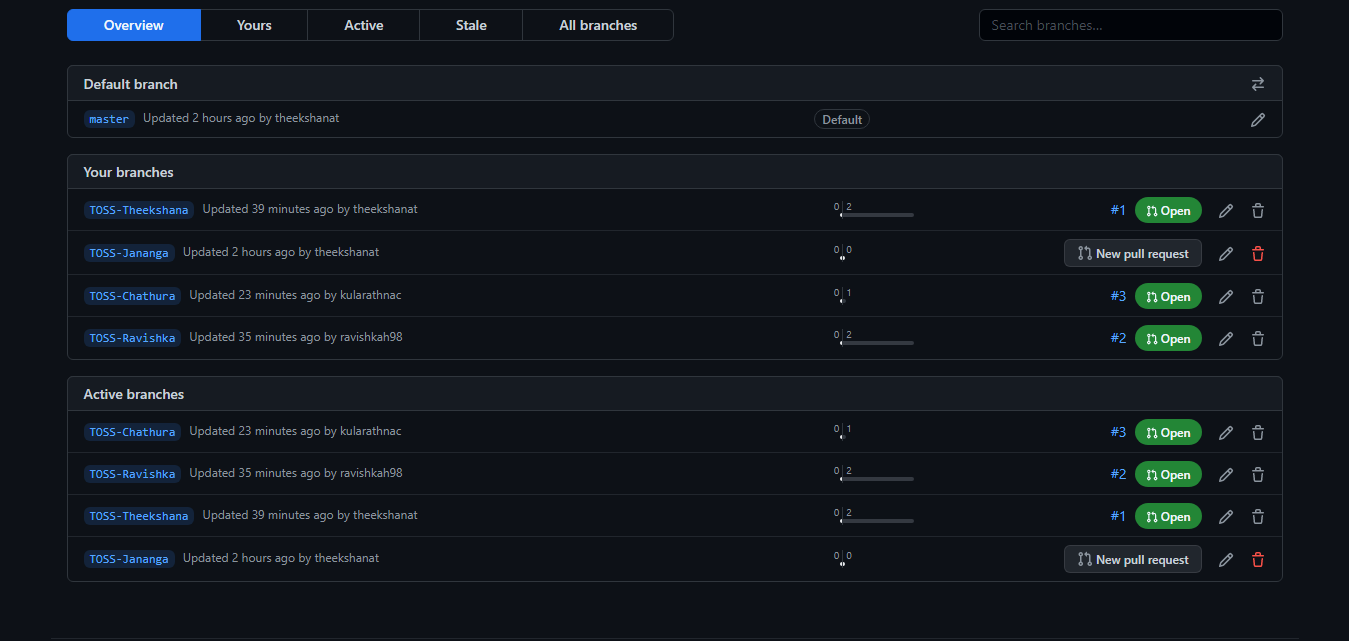 Overview Yours Active Stale All branches Search branches...
Default branch
master Updated 2 hours ago by theekshanat Default
Your branches
TOSS-Theekshana Updated 39 minutes ago by theekshanat 0 2 #1 Open
TOSS-Jananga Updated 2 hours ago by theekshanat 0 0 New pull request
TOSS-Chathura Updated 23 minutes ago by kularathnac 0 1 #3 Open
TOSS-Ravishka Updated 35 minutes ago by ravishkah98 0 2 #2 Open
Active branches
TOSS-Chathura Updated 23 minutes ago by kularathnac 0 1 #3 Open
TOSS-Ravishka Updated 35 minutes ago by ravishkah98 0 2 #2 Open
TOSS-Theekshana Updated 39 minutes ago by theekshanat 0 2 #1 Open
TOSS-Jananga Updated 2 hours ago by theekshanat 0 0 New pull request